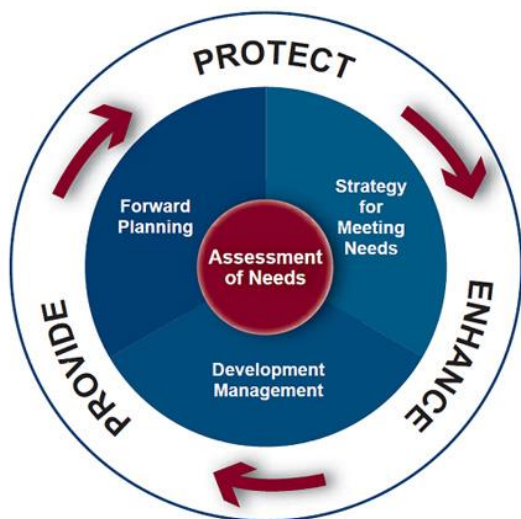 PROTECT
Forward
Planning
Strategy
for
Meeting
Needs
Assessment
of Needs
Development
Management
PROVIDE
ENHANCE